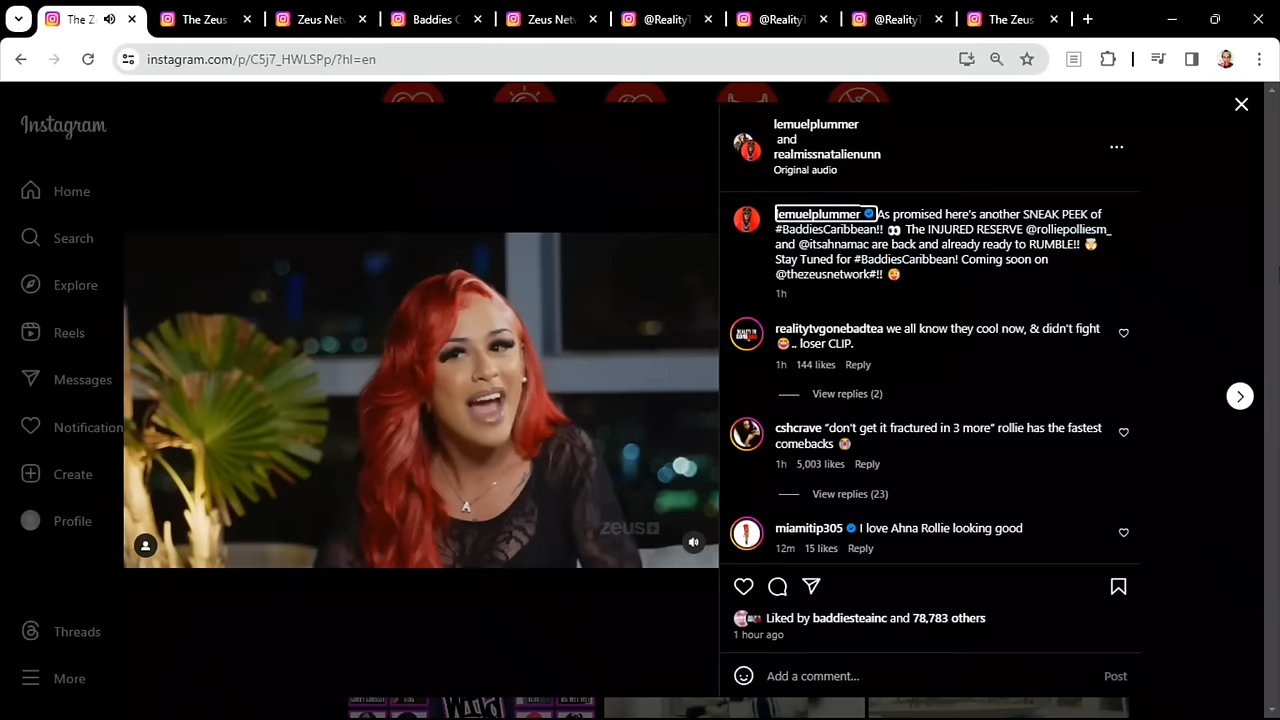 The Z
The Zeus
Zeus Netw
Baddies C
Zeus Netw
@RealityT
@RealityT
@RealityT
The Zeus
instagram.com/p/C5j7_HWLSPp/?hl=en
Instagram
Home
Search
Explore
Reels
Messages
Notification
Create
Profile
Threads
More
A
zeus+
lemuelplummer
and
realmissnatalienunn
Original audio
lemuelplummer As promised here's another SNEAK PEEK of
#BaddiesCaribbean!! 👀 The INJURED RESERVE @rolliepolliesm_
and @itsahnamac are back and already ready to RUMBLE!! 🤯
Stay Tuned for #BaddiesCaribbean! Coming soon on
@thezeusnetwork#!! 😜
1h
realitytvgonebadtea we all know they cool now, & didn't fight
😂.. loser CLIP.
1h 144 likes Reply
View replies (2)
cshcrave "don't get it fractured in 3 more" rollie has the fastest
comebacks 😭
1h 5,003 likes Reply
View replies (23)
miamitip305 I love Ahna Rollie looking good
12m 15 likes Reply
Liked by baddiesteainc and 78,783 others
1 hour ago
Add a comment...
Post